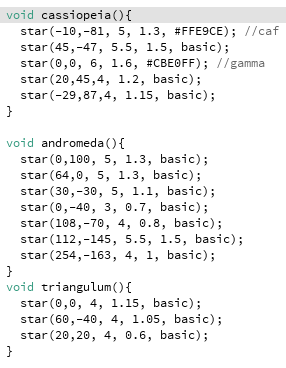 void cassiopeia(){
  star(-10,-81, 5, 1.3, #FFE9CE); //caf
  star(45,-47, 5.5, 1.5, basic);
  star(0,0, 6, 1.6, #CBE0FF); //gamma
  star(20,45,4, 1.2, basic);
  star(-29,87,4, 1.15, basic);
}

void andromeda(){
  star(0,100, 5, 1.3, basic);
  star(64,0, 5, 1.3, basic);
  star(30,-30, 5, 1.1, basic);
  star(0,-40, 3, 0.7, basic);
  star(108,-70, 4, 0.8, basic);
  star(112,-145, 5.5, 1.5, basic);
  star(254,-163, 4, 1, basic);
}
void triangulum(){
  star(0,0, 4, 1.15, basic);
  star(60,-40, 4, 1.05, basic);
  star(20,20, 4, 0.6, basic);
}